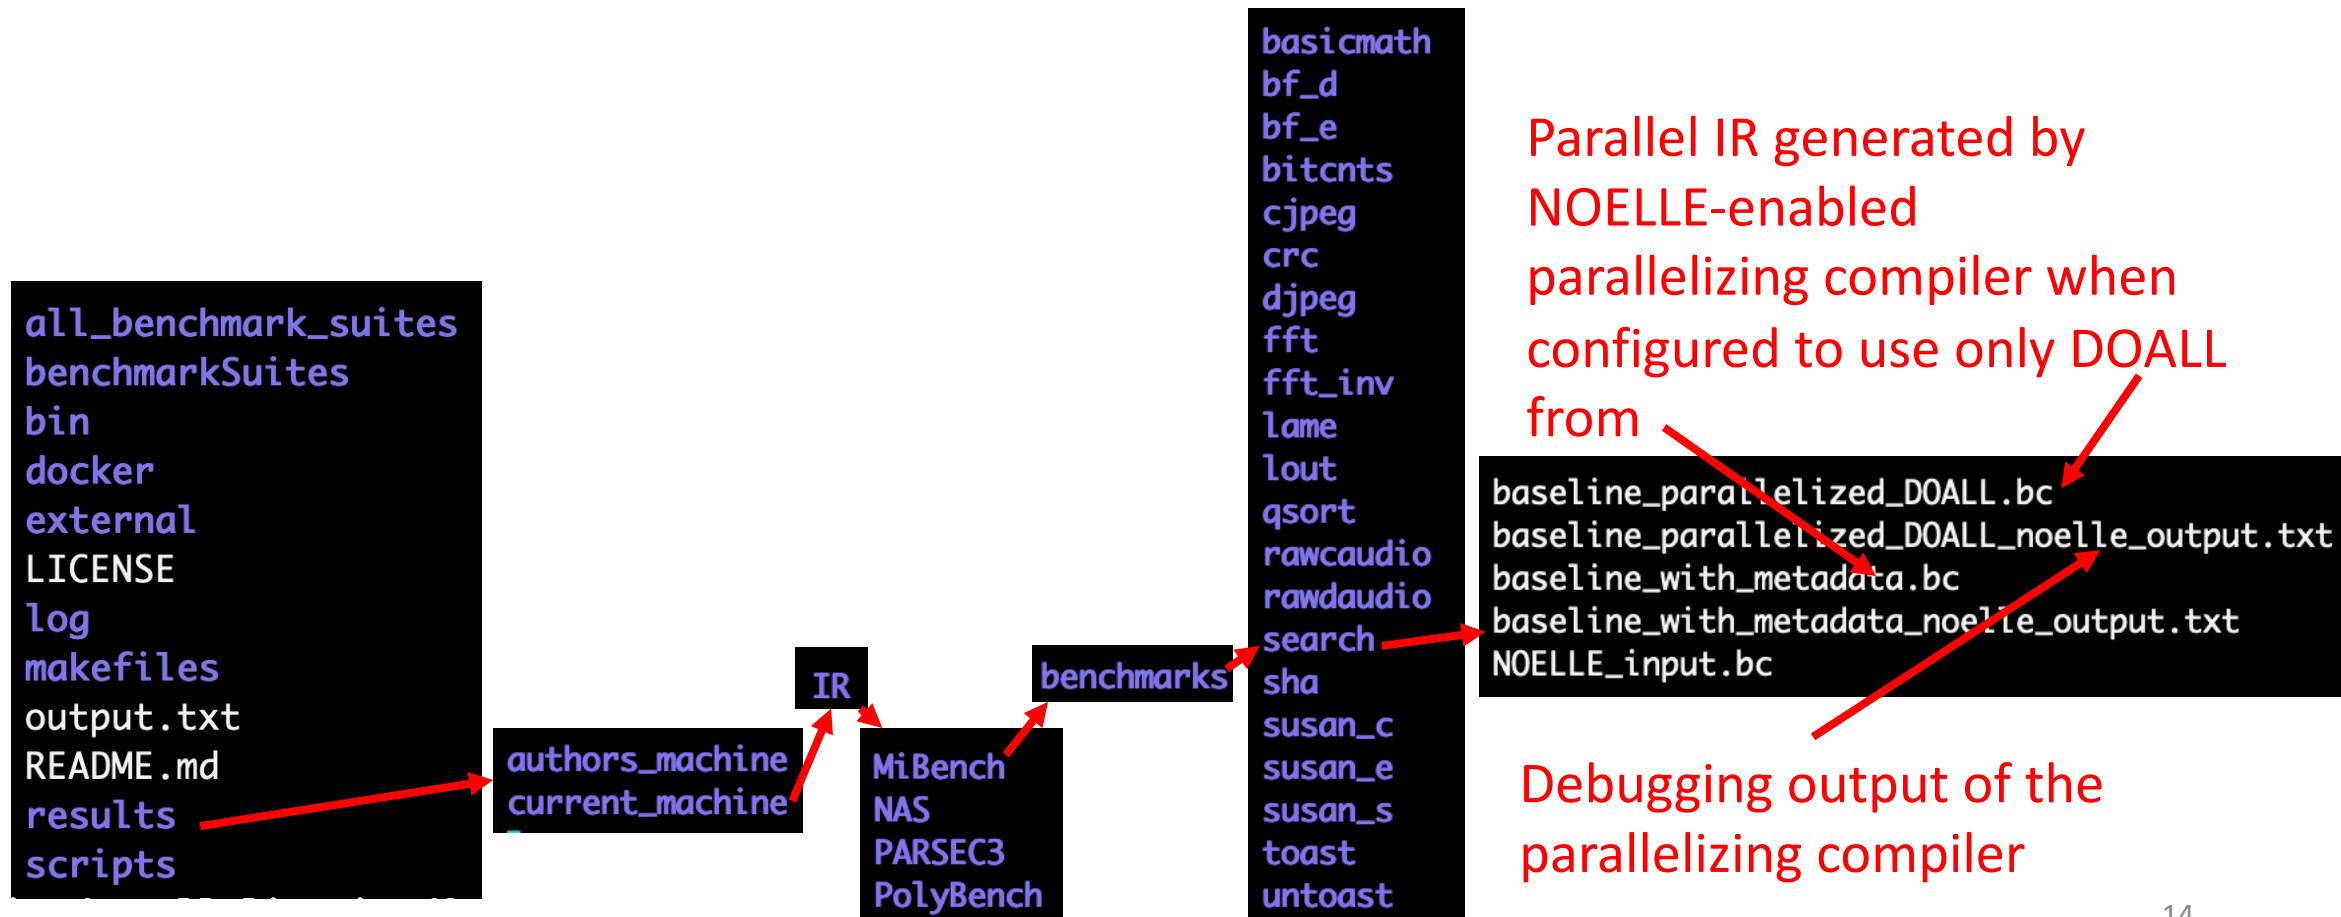 all_benchmark_suites
benchmarkSuites
bin
docker
external
LICENSE
log
makefiles
output.txt
README.md
results
scripts
authors_machine
current_machine
IR
MiBench
NAS
PARSEC3
PolyBench
benchmarks
basicmath
bf_d
bf_e
bitcnts
cjpeg
crc
djpeg
fft
fft_inv
lame
lout
qsort
rawcaudio
rawdaudio
search
sha
susan_c
susan_e
susan_s
toast
untoast
Parallel IR generated by
NOELLE-enabled
parallelizing compiler when
configured to use only DOALL
from
baseline_parallelized_DOALL.bc
baseline_parallelized_DOALL_noelle_output.txt
baseline_with_metadata.bc
baseline_with_metadata_noelle_output.txt
NOELLE_input.bc
Debugging output of the
parallelizing compiler
14